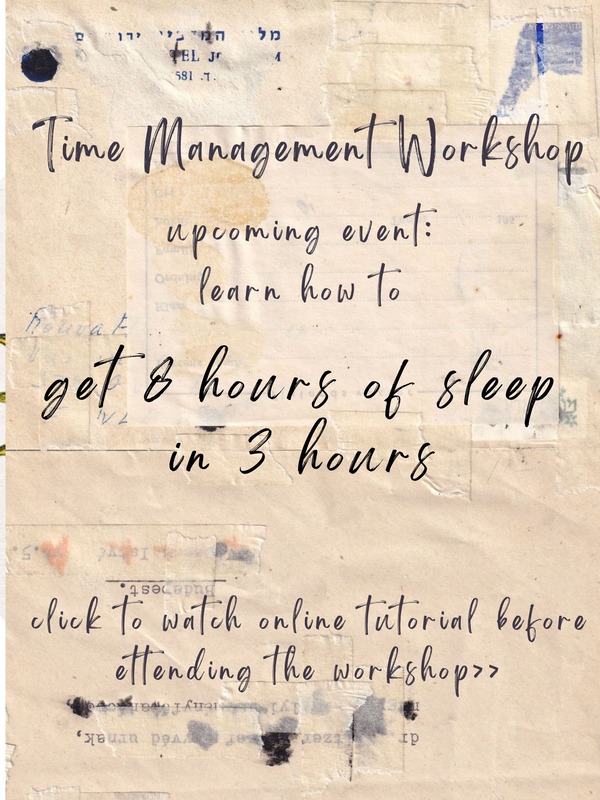 Time Management Workshop
upcoming event:
learn how to
get 8 hours of sleep
in 3 hours
Budapest.
click to watch online tutorial before
ettending the workshop>>